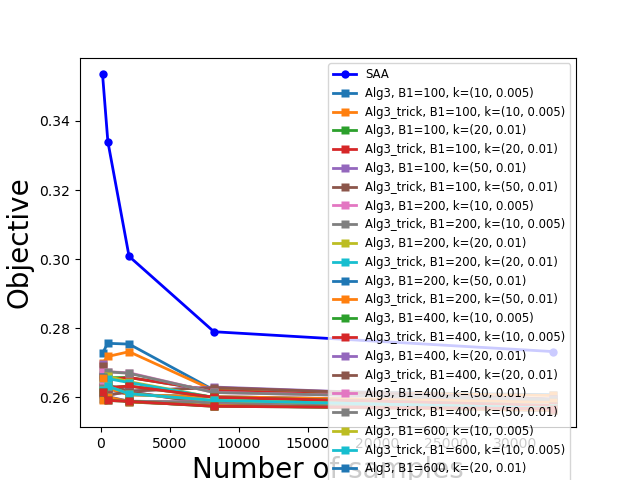 0.34
0.32
0.30
0.28
0.26
Objective
0
5000
10000
15000
20000
25000
30000
Number of samples
SAA
Alg3, B1=100, k=(10, 0.005)
Alg3_trick, B1=100, k=(10, 0.005)
Alg3, B1=100, k=(20, 0.01)
Alg3_trick, B1=100, k=(20, 0.01)
Alg3, B1=100, k=(50, 0.01)
Alg3_trick, B1=100, k=(50, 0.01)
Alg3, B1=200, k=(10, 0.005)
Alg3_trick, B1=200, k=(10, 0.005)
Alg3, B1=200, k=(20, 0.01)
Alg3_trick, B1=200, k=(20, 0.01)
Alg3, B1=200, k=(50, 0.01)
Alg3_trick, B1=200, k=(50, 0.01)
Alg3, B1=400, k=(10, 0.005)
Alg3_trick, B1=400, k=(10, 0.005)
Alg3, B1=400, k=(20, 0.01)
Alg3_trick, B1=400, k=(20, 0.01)
Alg3, B1=400, k=(50, 0.01)
Alg3_trick, B1=400, k=(50, 0.01)
Alg3, B1=600, k=(10, 0.005)
Alg3_trick, B1=600, k=(10, 0.005)
Alg3, B1=600, k=(20, 0.01)